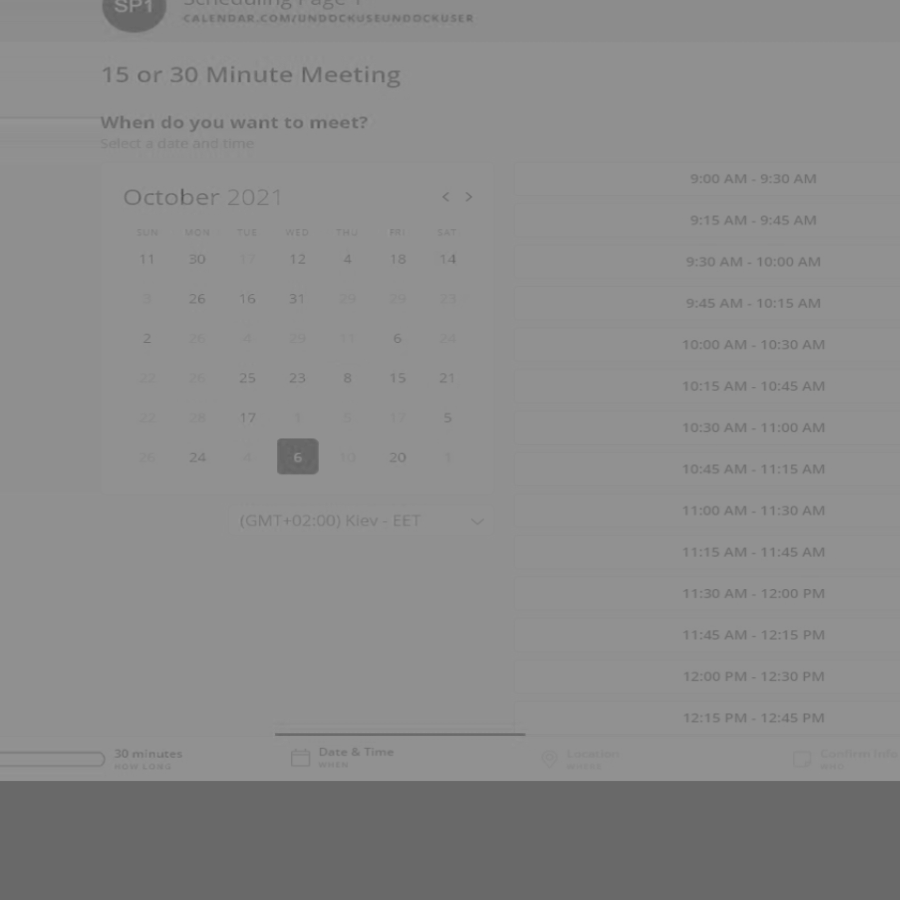 SP1
Scheduling Page 1
CALENDAR.COM/UNDOCKUSEUNDOCKUSER
15 or 30 Minute Meeting
When do you want to meet?
Select a date and time
October 2021 < >
SUN MON TUE WED THU FRI SAT
11 30 17 12 4 18 14
3 26 16 31 29 29 23
2 26 4 29 11 6 24
22 26 25 23 8 15 21
22 28 17 1 5 17 5
26 24 4 6 10 20 1
(GMT+02:00) Kiev - EET
9:00 AM - 9:30 AM
9:15 AM - 9:45 AM
9:30 AM - 10:00 AM
9:45 AM - 10:15 AM
10:00 AM - 10:30 AM
10:15 AM - 10:45 AM
10:30 AM - 11:00 AM
10:45 AM - 11:15 AM
11:00 AM - 11:30 AM
11:15 AM - 11:45 AM
11:30 AM - 12:00 PM
11:45 AM - 12:15 PM
12:00 PM - 12:30 PM
12:15 PM - 12:45 PM
30 minutes
HOW LONG
Date & Time
WHEN
Location
WHERE
Confirm Info
WHO